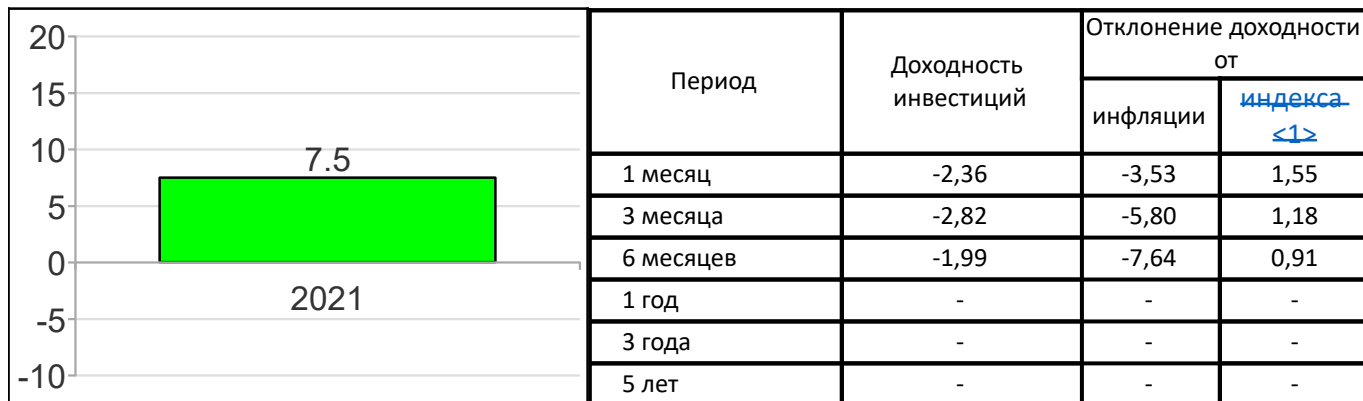 20
15
10
5
0
-5
-10
7.5
2021
Период
Доходность
инвестиций
Отклонение доходности
от
инфляции
индекса
<1>
1 месяц -2,36 -3,53 1,55
3 месяца -2,82 -5,80 1,18
6 месяцев -1,99 -7,64 0,91
1 год - - -
3 года - - -
5 лет - - -